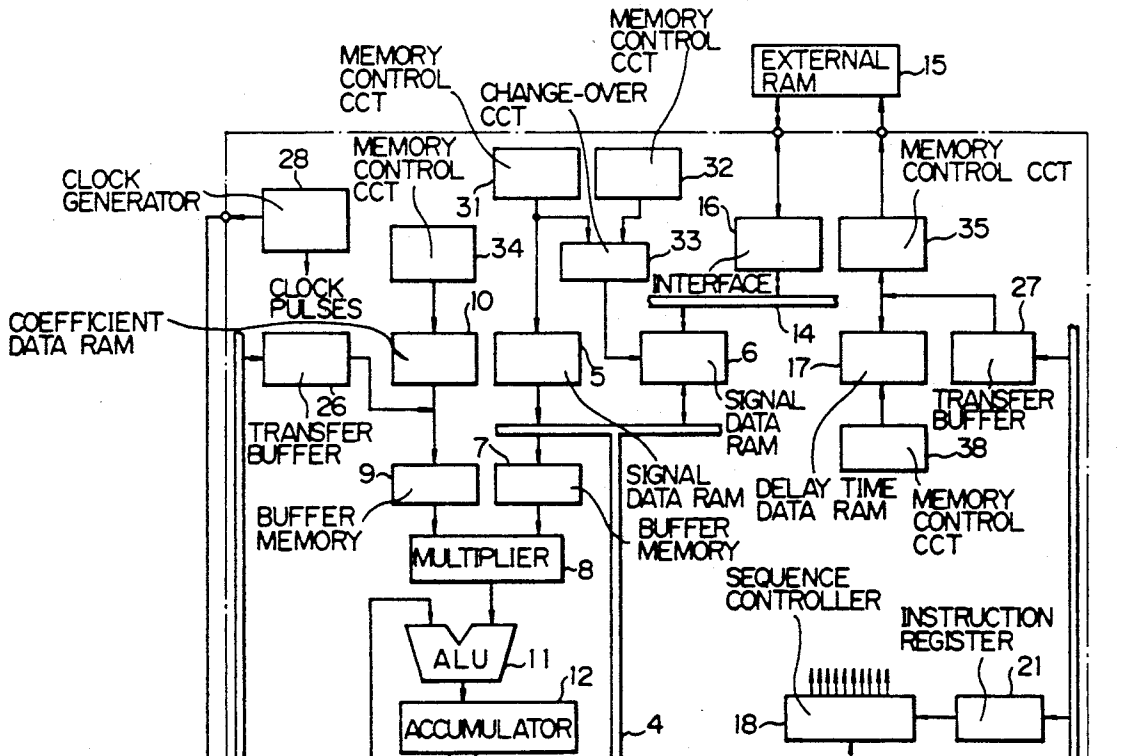 MEMORY
CONTROL
CCT
MEMORY
CONTROL
CCT
EXTERNAL
RAM
15
CHANGE-OVER
CCT
28
MEMORY
CONTROL
CCT
MEMORY
CONTROL CCT
CLOCK
GENERATOR
31
32
16
34
33
35
INTERFACE
CLOCK
PULSES
10
27
COEFFICIENT
DATA RAM
14
5
6
17
26
SIGNAL
DATA
RAM
TRANSFER
BUFFER
TRANSFER
BUFFER
38
9
7
SIGNAL
DATA RAM
DELAY TIME
DATA RAM
MEMORY
CONTROL
CCT
BUFFER
MEMORY
BUFFER
MEMORY
MULTIPLIER
8
SEQUENCE
CONTROLLER
INSTRUCTION
REGISTER
ALU
11
12
21
ACCUMULATOR
4
18